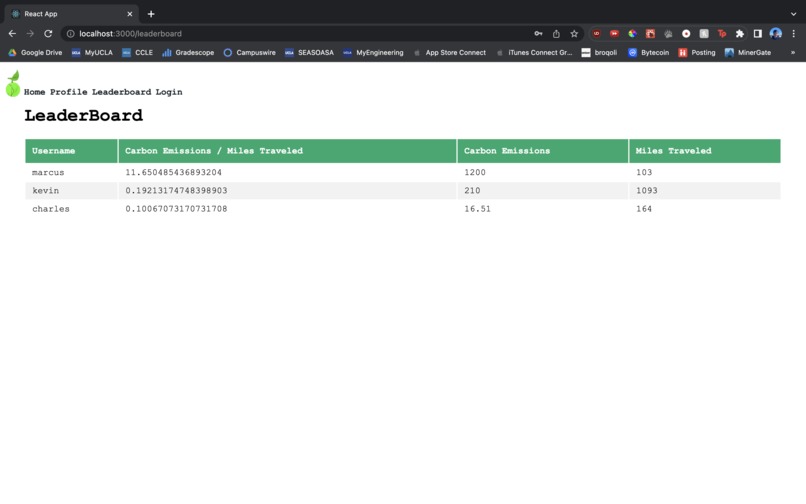 React App
localhost:3000/leaderboard
Google Drive MyUCLA CCLE Gradescope Campuswire SEASOASA MyEngineering App Store Connect iTunes Connect Gr... broqoli Bytecoin Posting MinerGate »
Home Profile Leaderboard Login
LeaderBoard
Username Carbon Emissions / Miles Traveled Carbon Emissions Miles Traveled
marcus 11.650485436893204 1200 103
kevin 0.19213174748398903 210 1093
charles 0.10067073170731708 16.51 164